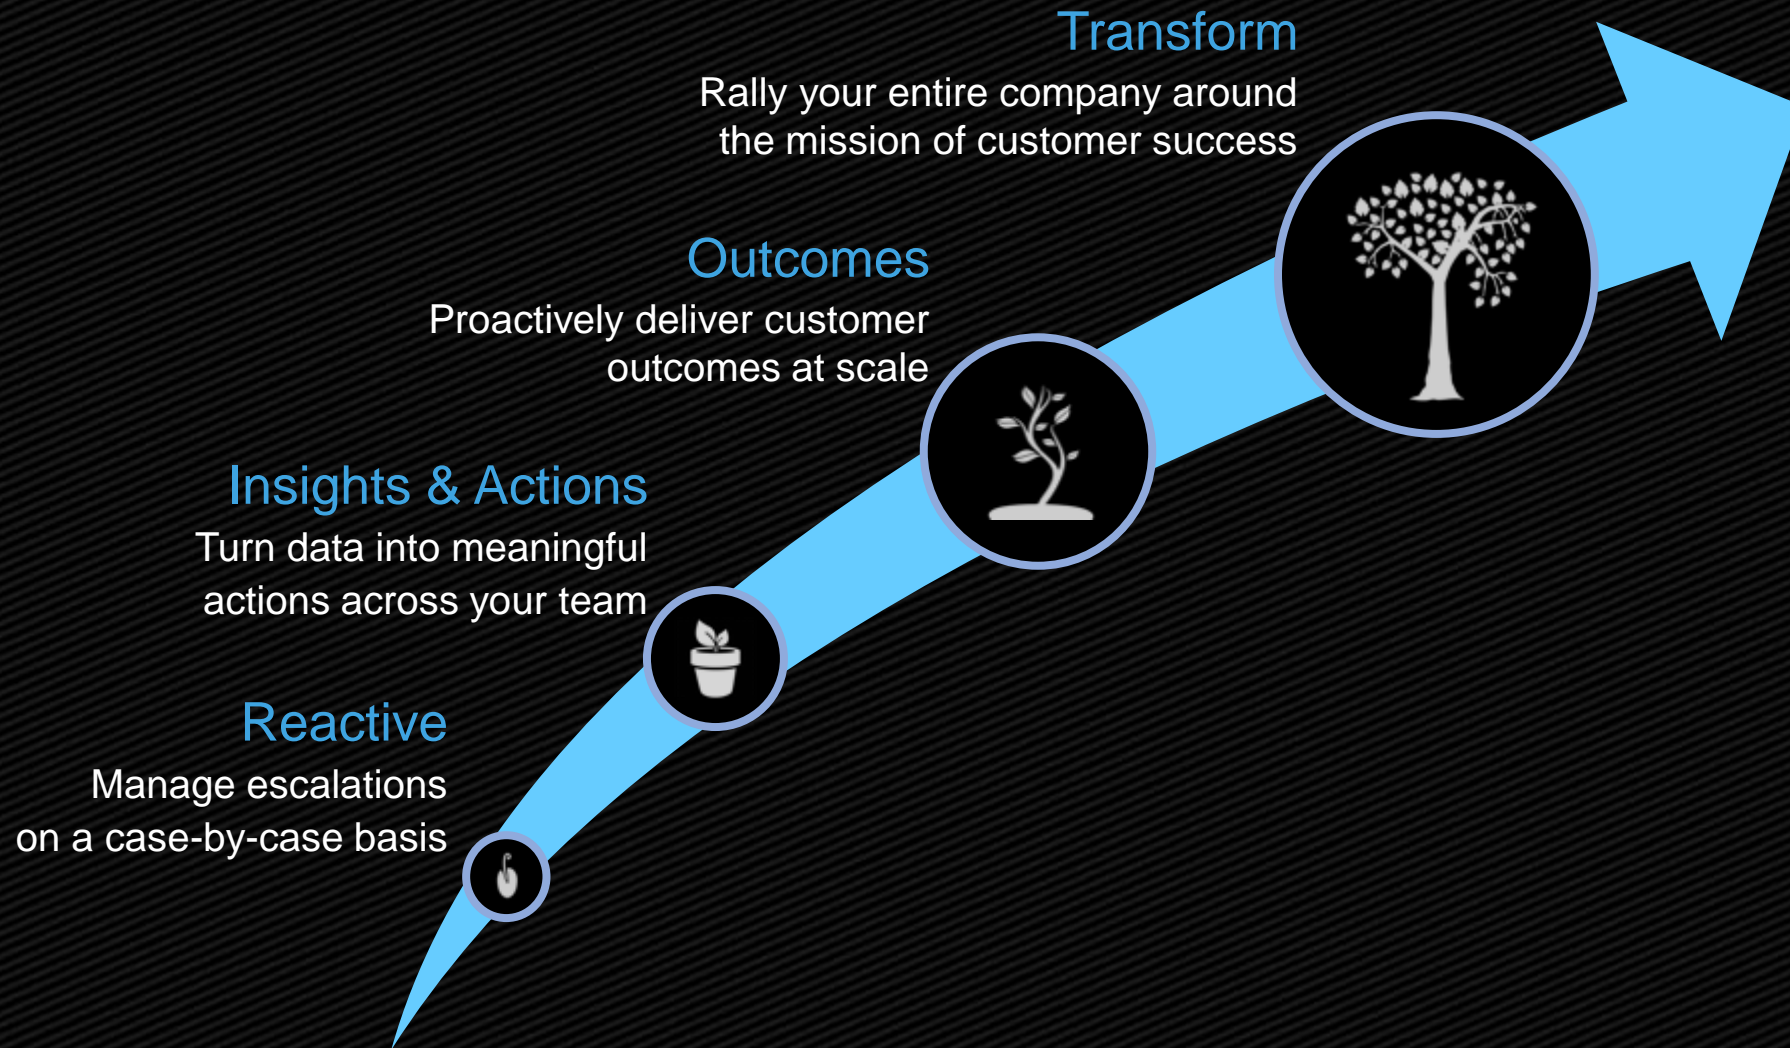 Transform
Rally your entire company around
the mission of customer success
Outcomes
Proactively deliver customer
outcomes at scale
Insights & Actions
Turn data into meaningful
actions across your team
Reactive
Manage escalations
on a case-by-case basis